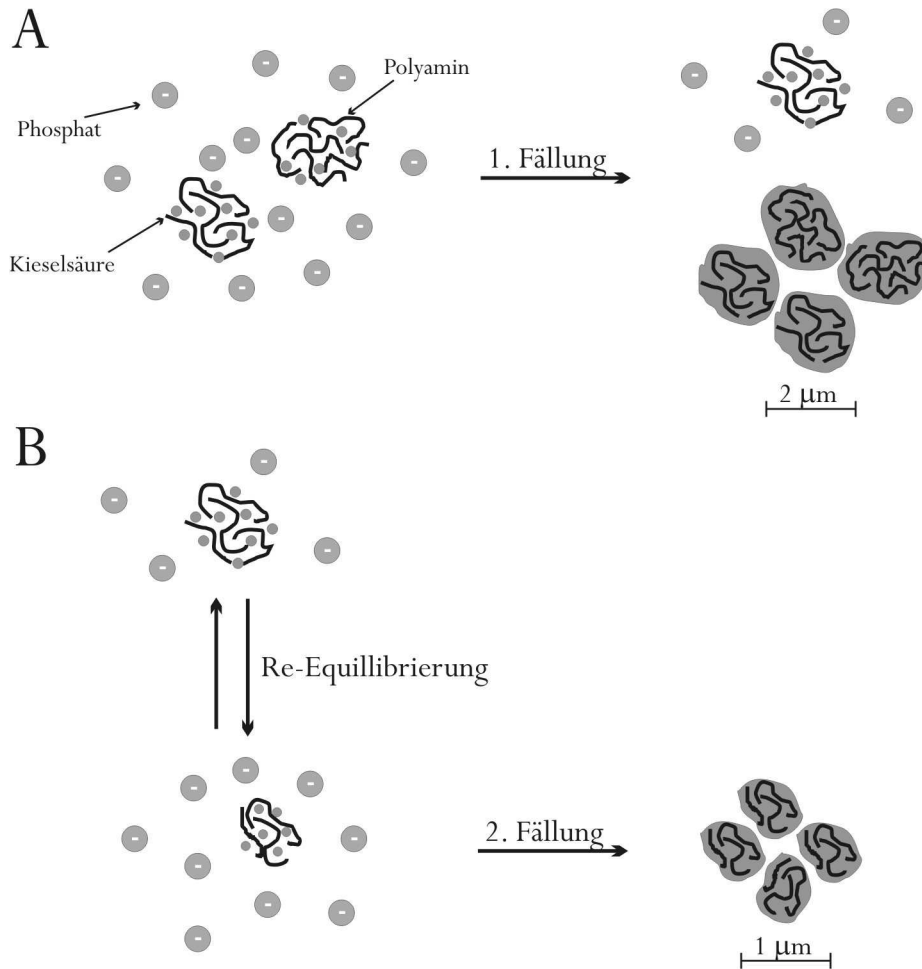 A
Polyamin
Phosphat
1. Fällung
Kieselsäure
2 µm
B
Re-Equillibrierung
2. Fällung
1 µm